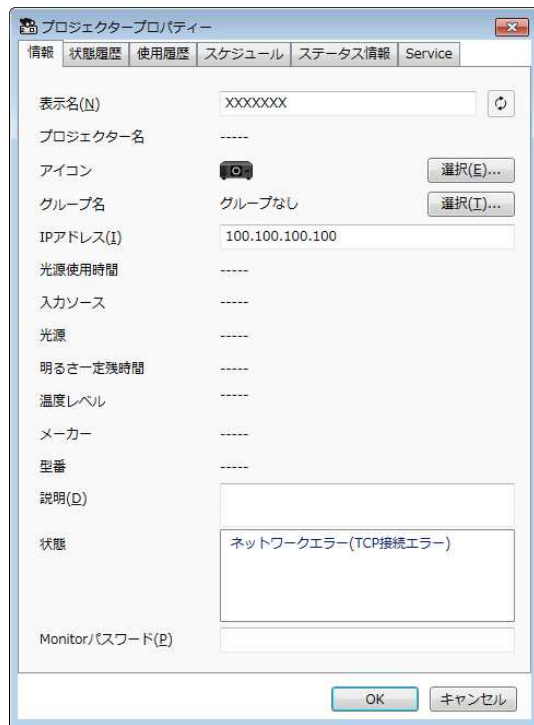 プロジェクタープロパティー
情報 状態履歴 使用履歴 スケジュール ステータス情報 Service
表示名(N) XXXXXXX
プロジェクター名 -----
アイコン 選択(E)...
グループ名 グループなし 選択(T)...
IPアドレス(I) 100.100.100.100
光源使用時間 -----
入力ソース -----
光源 -----
明るさ一定残時間 -----
温度レベル -----
メーカー -----
型番 -----
説明(D)
状態 ネットワークエラー(TCP接続エラー)
Monitorパスワード(P)
OK キャンセル